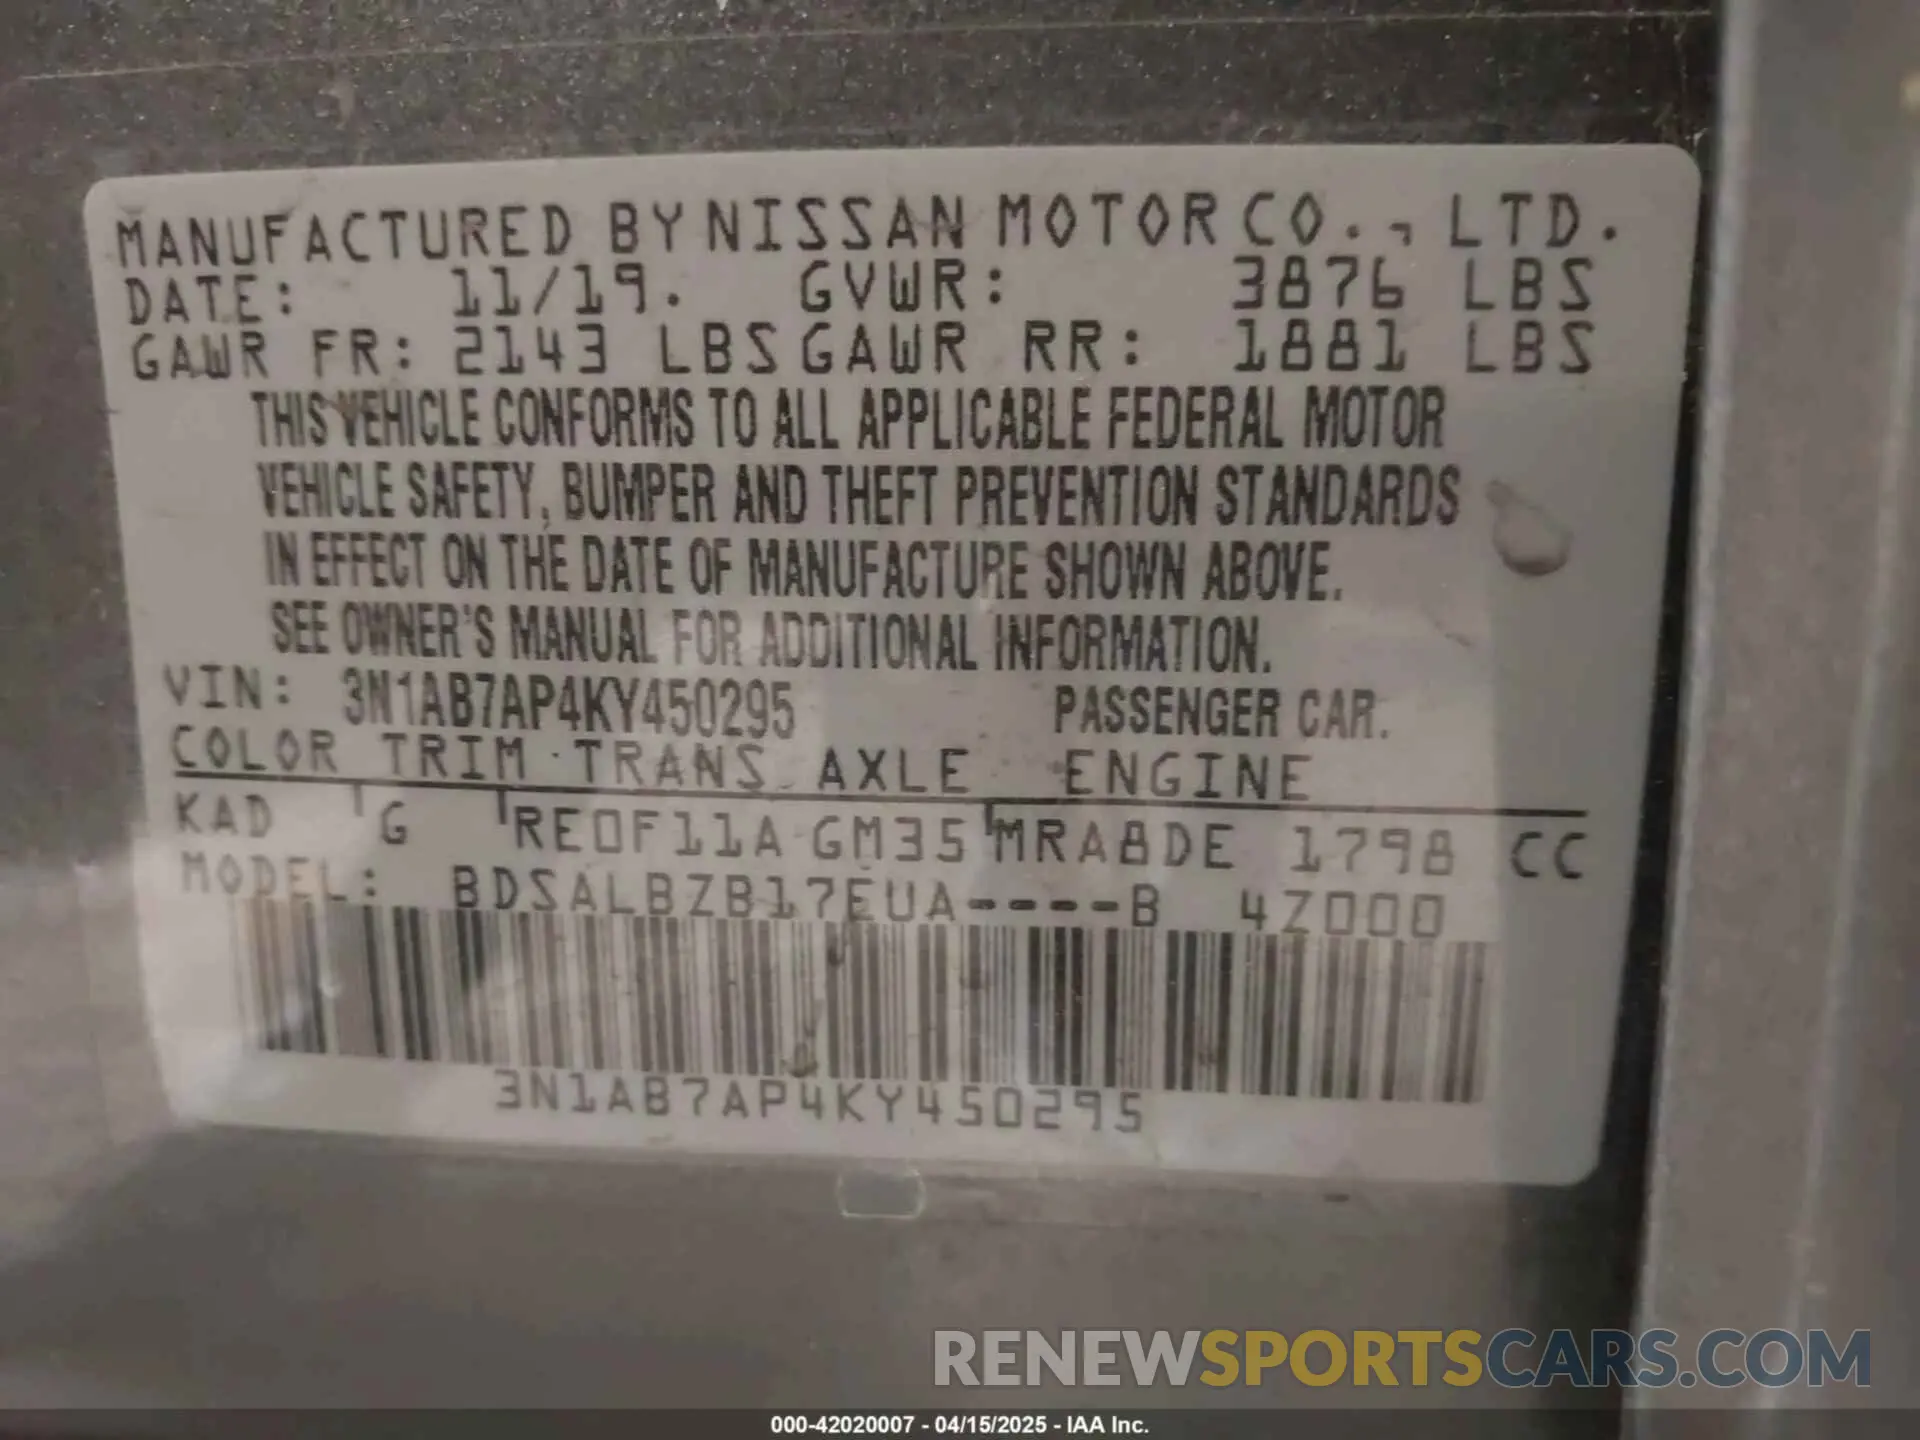 MANUFACTURED BY NISSAN MOTOR CO., LTD.
DATE: 11/19. GVWR: 3876 LBS
GAWR FR: 2143 LBS GAWR RR: 1881 LBS
THIS VEHICLE CONFORMS TO ALL APPLICABLE FEDERAL MOTOR
VEHICLE SAFETY, BUMPER AND THEFT PREVENTION STANDARDS
IN EFFECT ON THE DATE OF MANUFACTURE SHOWN ABOVE.
SEE OWNER'S MANUAL FOR ADDITIONAL INFORMATION.
VIN: 3N1AB7AP4KY450295 PASSENGER CAR.
COLOR TRIM TRANS AXLE ENGINE
KAD G RE0F11A GM35 MRA8DE 1798 CC
MODEL: BDSALBZB17EUA----B 4Z000
3N1AB7AP4KY450295
RENEWSPORTSCARS.COM
000-42020007 - 04/15/2025 - IAA Inc.